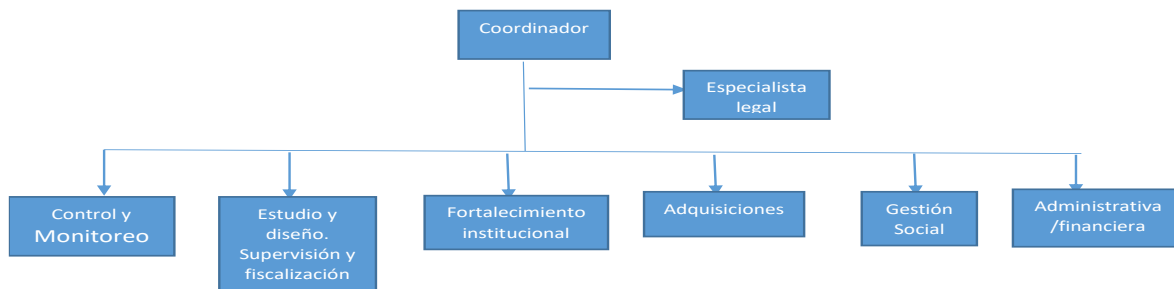 Coordinador
Especialista
legal
Control y
Monitoreo
Estudio y
diseño.
Supervisión y
fiscalización
Fortalecimiento
institucional
Adquisiciones
Gestión
Social
Administrativa
/financiera